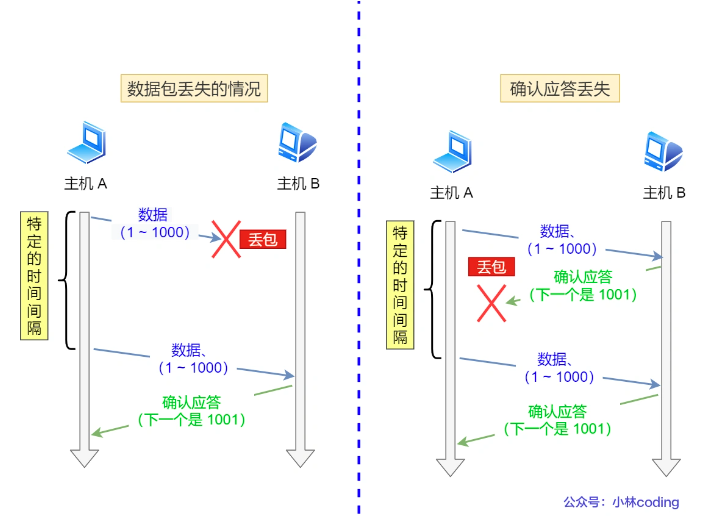 数据包丢失的情况
主机 A
主机 B
特定的时间间隔
数据
（1 ~ 1000）
丢包
数据、
（1 ~ 1000）
确认应答
（下一个是 1001）
确认应答丢失
主机 A
主机 B
特定的时间间隔
数据、
（1 ~ 1000）
丢包
确认应答
（下一个是 1001）
数据、
（1 ~ 1000）
确认应答
（下一个是 1001）
公众号：小林coding